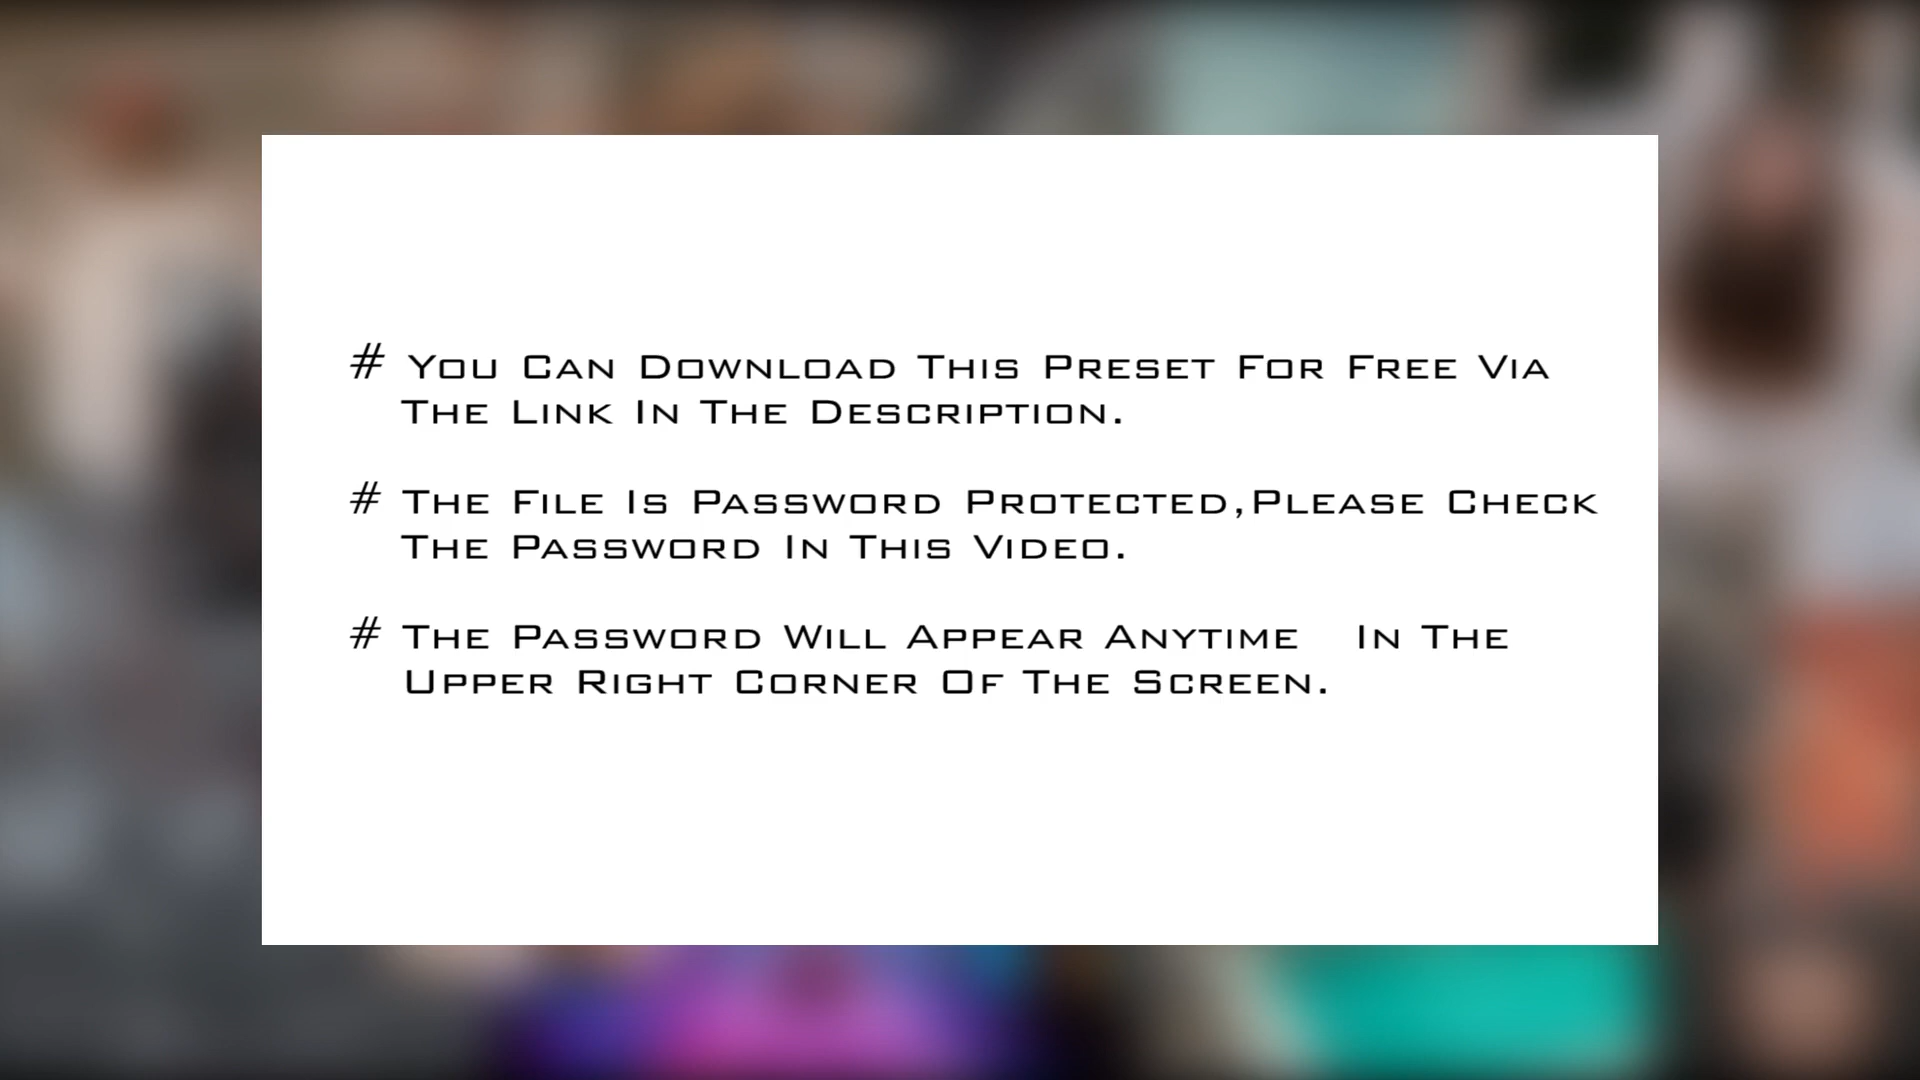 # You Can Download This Preset For Free Via
The Link In The Description.
# The File Is Password Protected,Please Check
The Password In This Video.
# The Password Will Appear Anytime In The
Upper Right Corner Of The Screen.